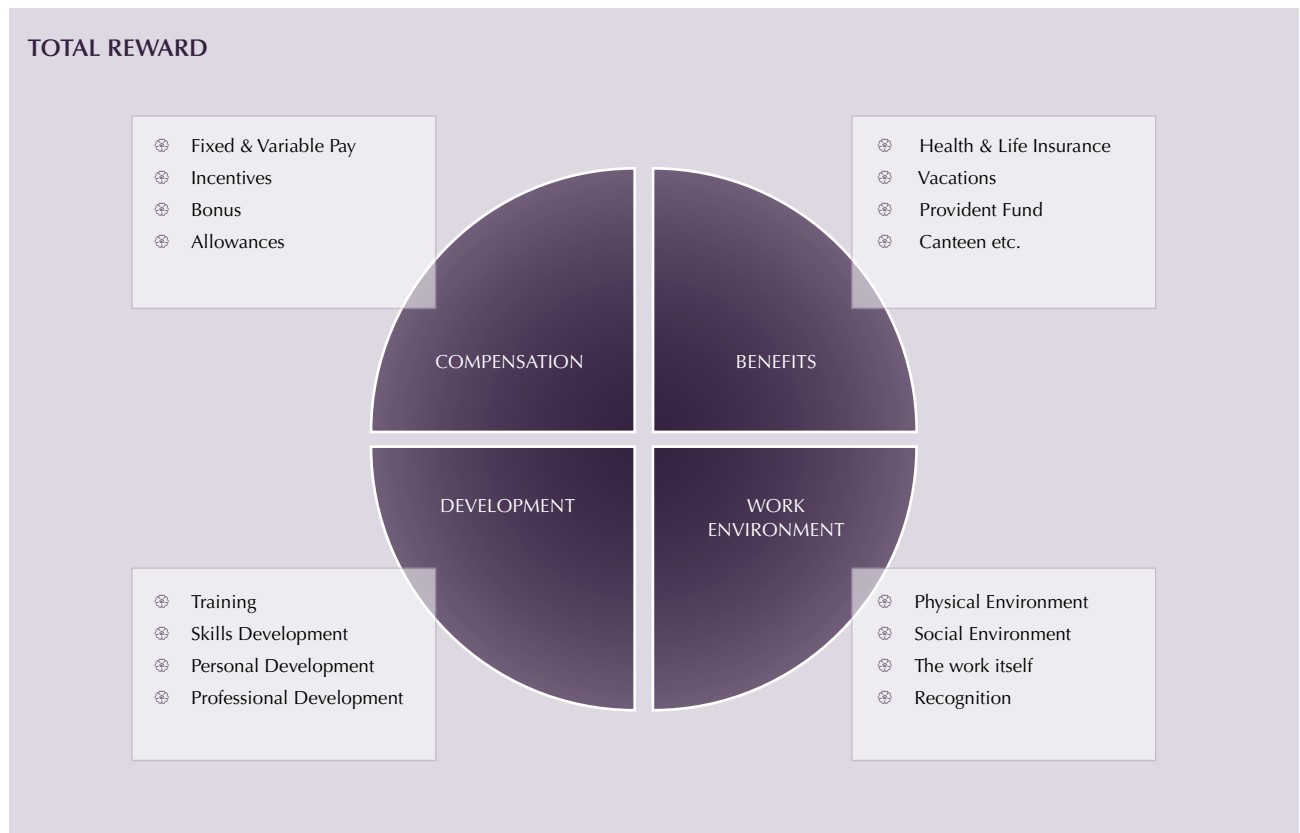 TOTAL REWARD
Fixed & Variable Pay
Incentives
Bonus
Allowances
Health & Life Insurance
Vacations
Provident Fund
Canteen etc.
COMPENSATION
BENEFITS
DEVELOPMENT
WORK
ENVIRONMENT
Training
Skills Development
Personal Development
Professional Development
Physical Environment
Social Environment
The work itself
Recognition